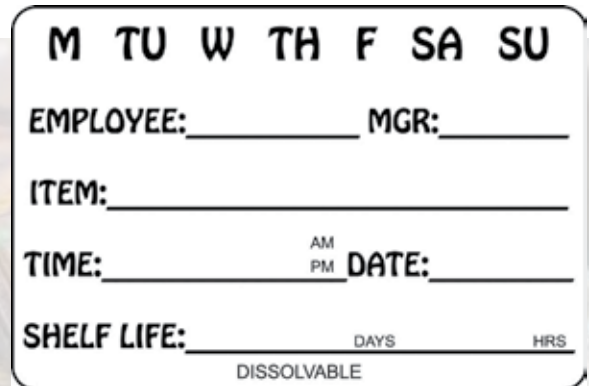 M TU W TH F SA SU
EMPLOYEE: MGR:
ITEM:
TIME: AM PM DATE:
SHELF LIFE: DAYS HRS
DISSOLVABLE